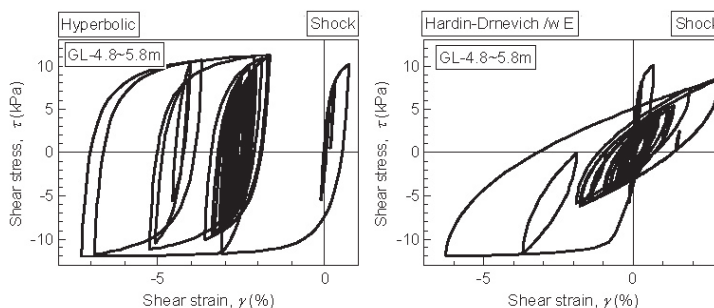 Hyperbolic
Shock
GL-4.8~5.8m
10
5
0
-5
-10
Shear stress, τ (kPa)
-5
0
Shear strain, γ (%)
Hardin-Drnevich /w E
Shock
GL-4.8~5.8m
10
5
0
-5
-10
Shear stress, τ (kPa)
-5
0
Shear strain, γ (%)